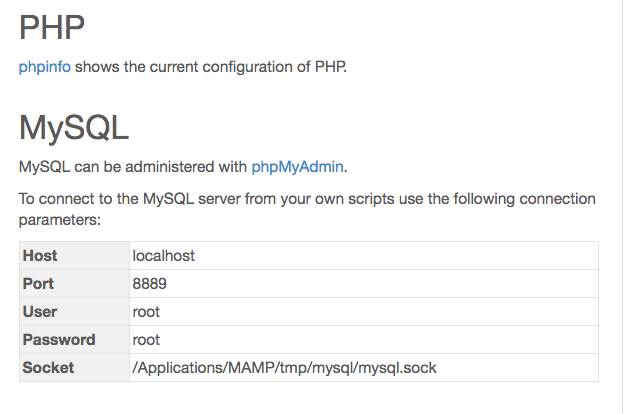 PHP
phpinfo shows the current configuration of PHP.
MySQL
MySQL can be administered with phpMyAdmin.
To connect to the MySQL server from your own scripts use the following connection
parameters:
Host localhost
Port 8889
User root
Password root
Socket /Applications/MAMP/tmp/mysql/mysql.sock